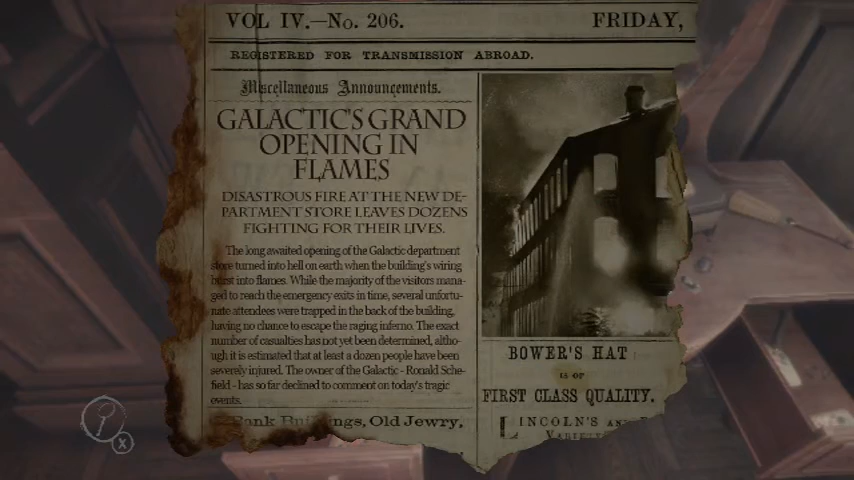 VOL IV.—No. 206.
FRIDAY,
REGISTERED FOR TRANSMISSION ABROAD.
Miscellaneous Announcements.
GALACTIC'S GRAND
OPENING IN
FLAMES
DISASTROUS FIRE AT THE NEW DE-
PARTMENT STORE LEAVES DOZENS
FIGHTING FOR THEIR LIVES.
The long awaited opening of the Galactic department
store turned into hell on earth when the building's wiring
burst into flames. While the majority of the visitors mana-
ged to reach the emergency exits in time, several unfortu-
nate attendees were trapped in the back of the building,
having no chance to escape the raging inferno. The exact
number of casualties has not yet been determined, altho-
ugh it is estimated that at least a dozen people have been
severely injured. The owner of the Galactic - Ronald Sche-
field - has so far declined to comment on today's tragic
events.
Old Jewry,
BOWER'S HAT
IS OF
FIRST CLASS QUALITY.
LINCOLN'S
X